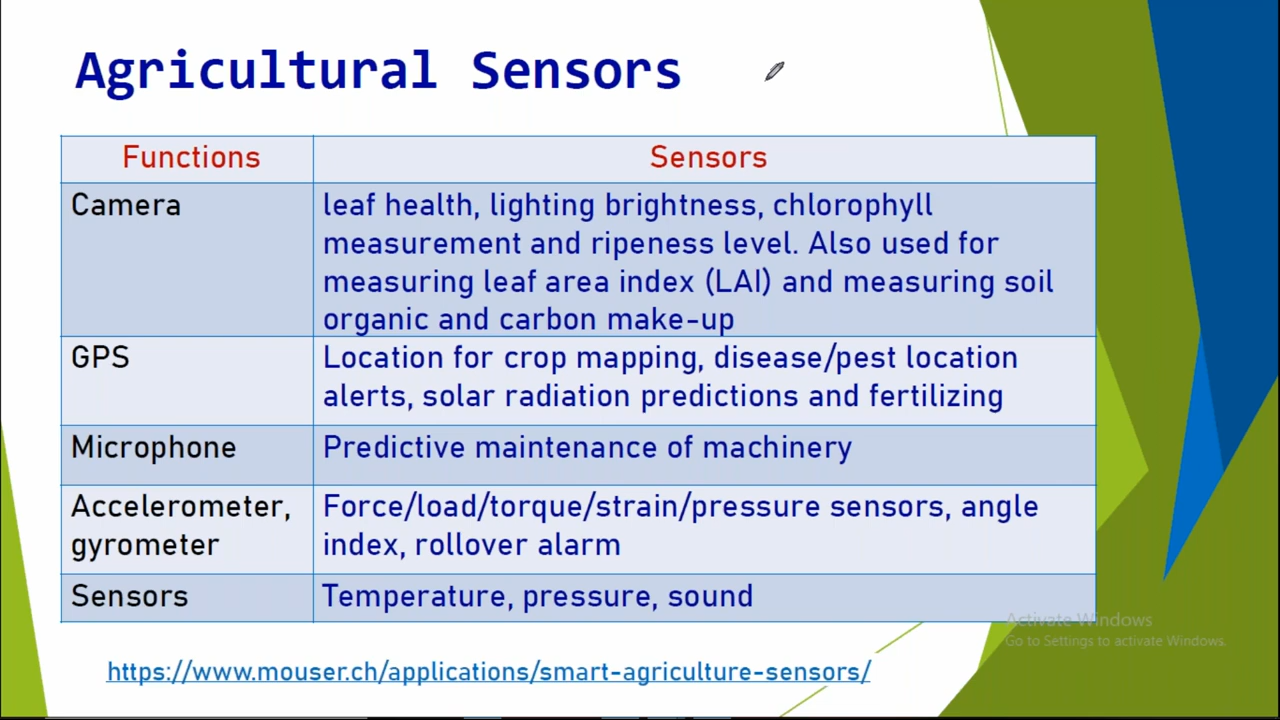 Agricultural Sensors
Functions
Sensors
Camera
leaf health, lighting brightness, chlorophyll
measurement and ripeness level. Also used for
measuring leaf area index (LAI) and measuring soil
organic and carbon make-up
GPS
Location for crop mapping, disease/pest location
alerts, solar radiation predictions and fertilizing
Microphone
Predictive maintenance of machinery
Accelerometer,
gyrometer
Force/load/torque/strain/pressure sensors, angle
index, rollover alarm
Sensors
Temperature, pressure, sound
Activate Windows
Go to Settings to activate Windows.
https://www.mouser.ch/applications/smart-agriculture-sensors/